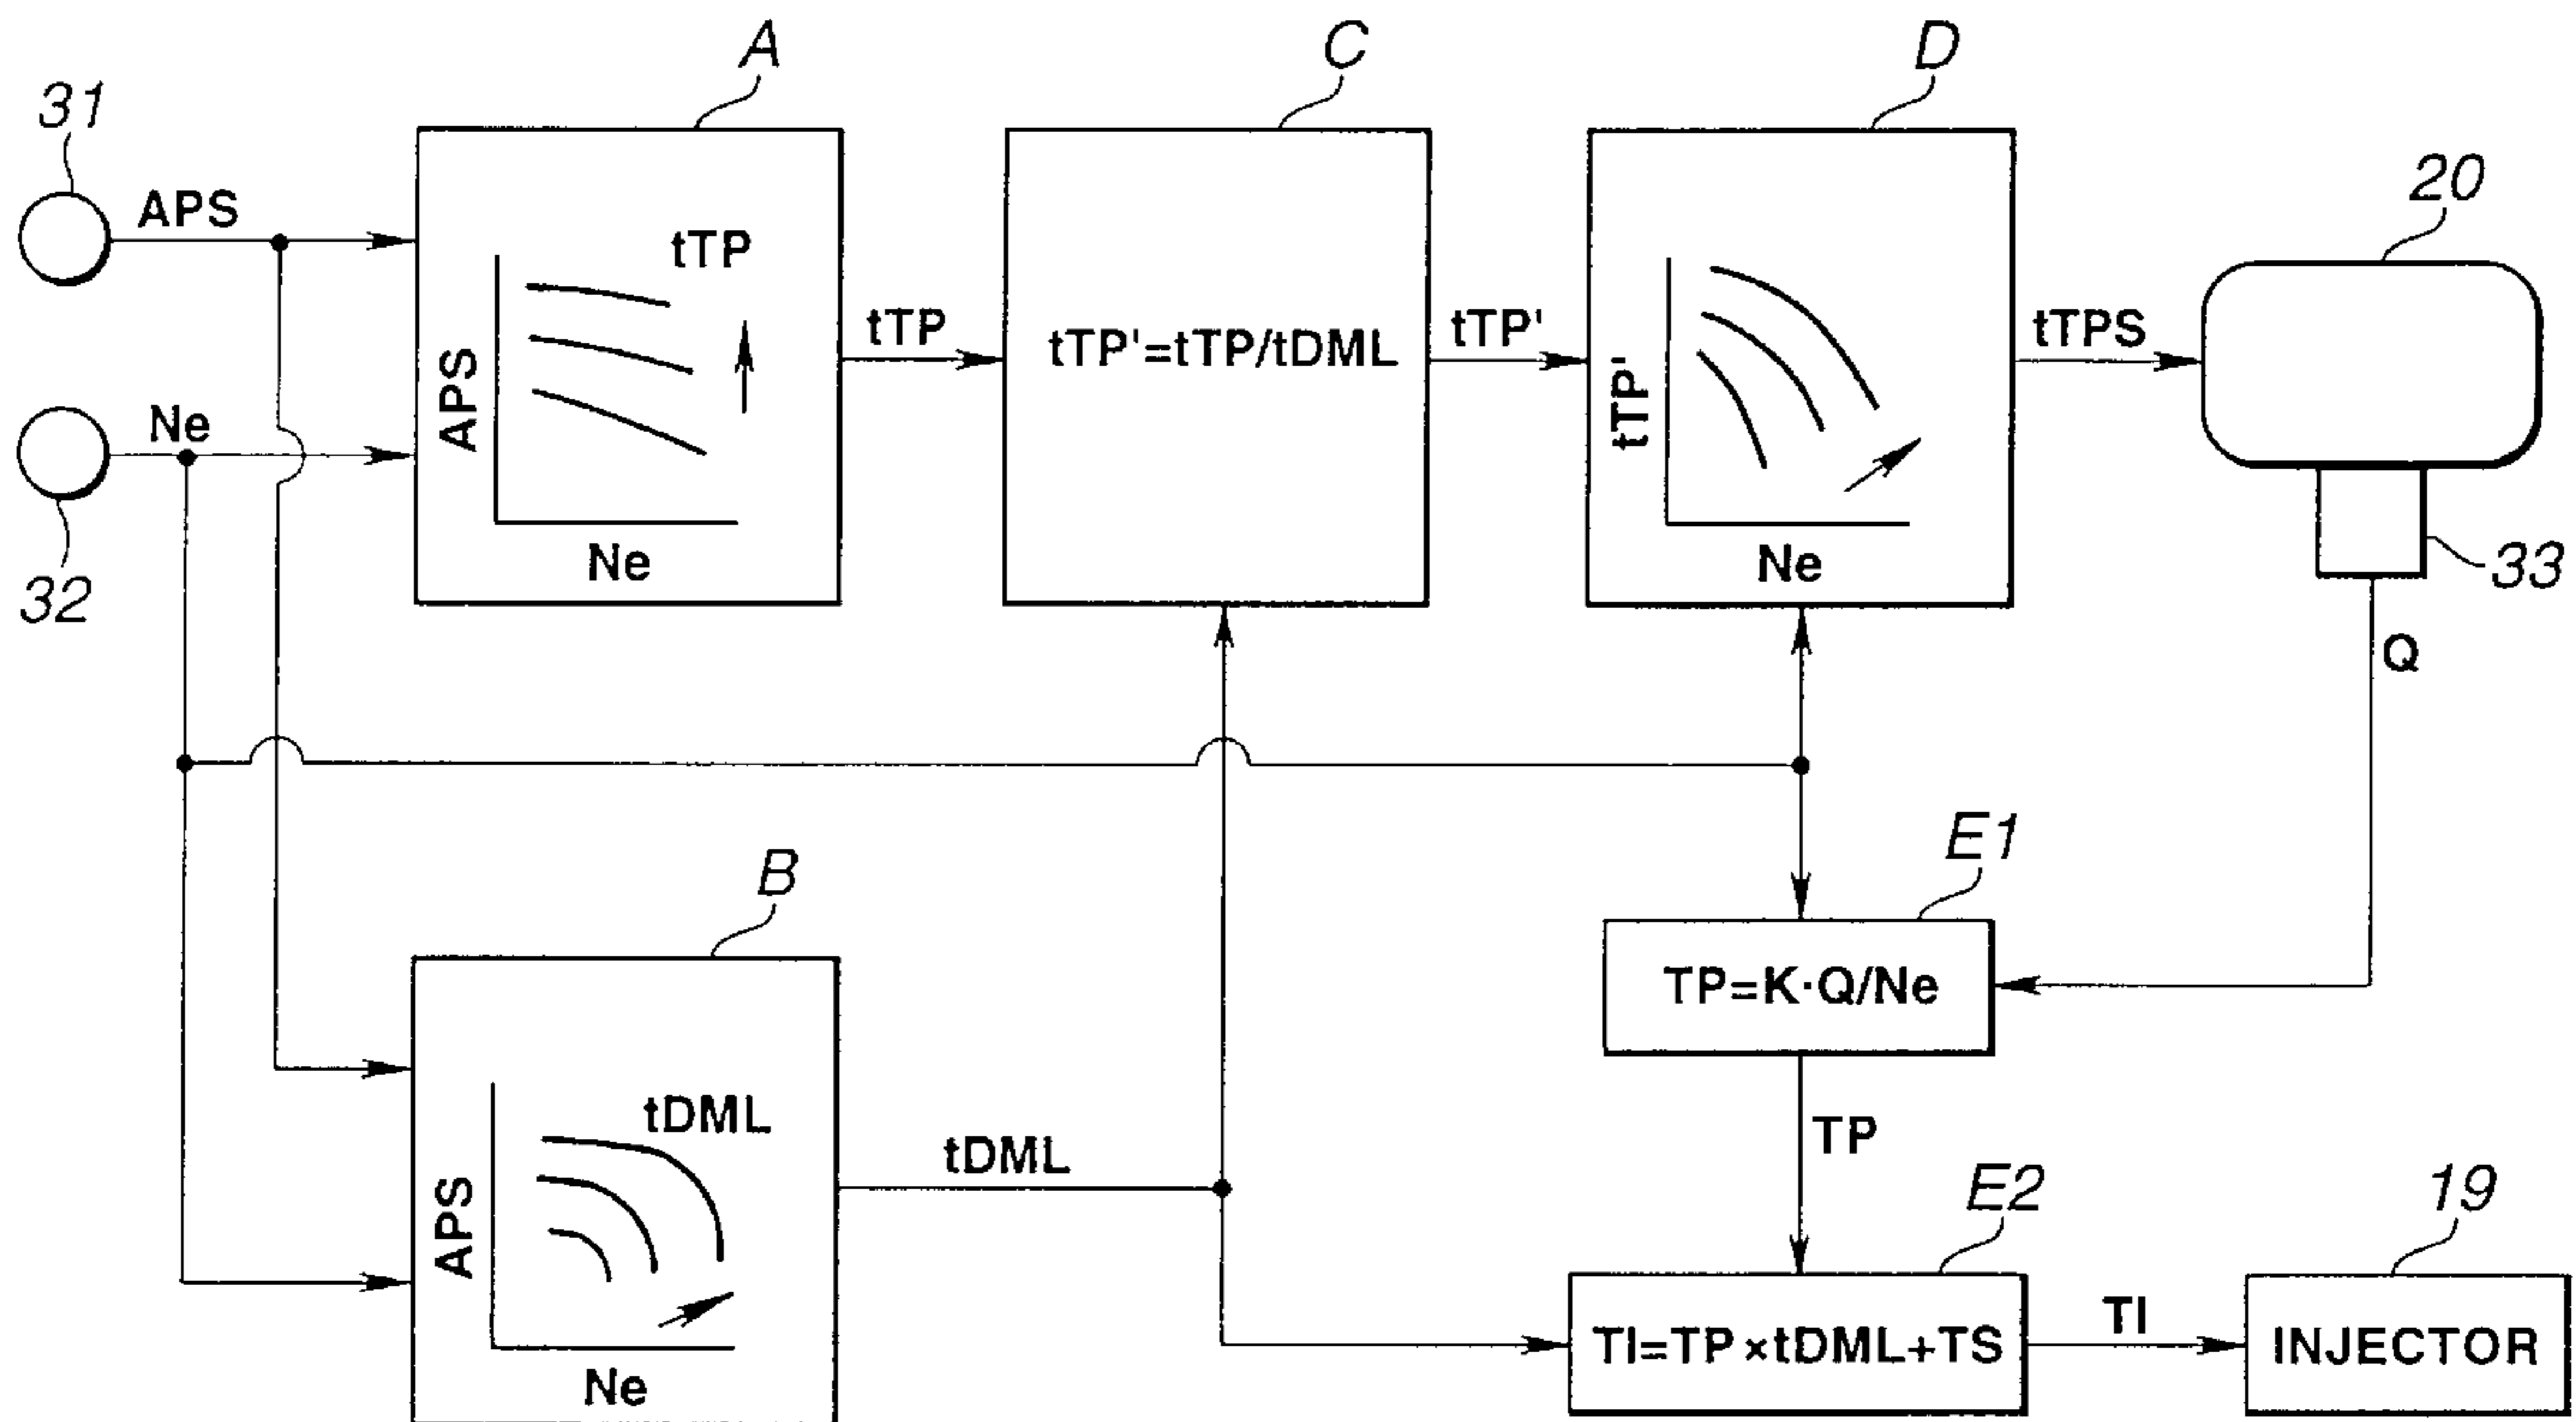 A
C
D
31
APS
20
tTP
APS
Ne
tTP
tTP'=tTP/tDML
tTP'
tTP'
Ne
tTPS
Ne
32
33
Q
E1
TP=K·Q/Ne
B
tDML
APS
Ne
tDML
TP
E2
19
TI=TP×tDML+TS
TI
INJECTOR